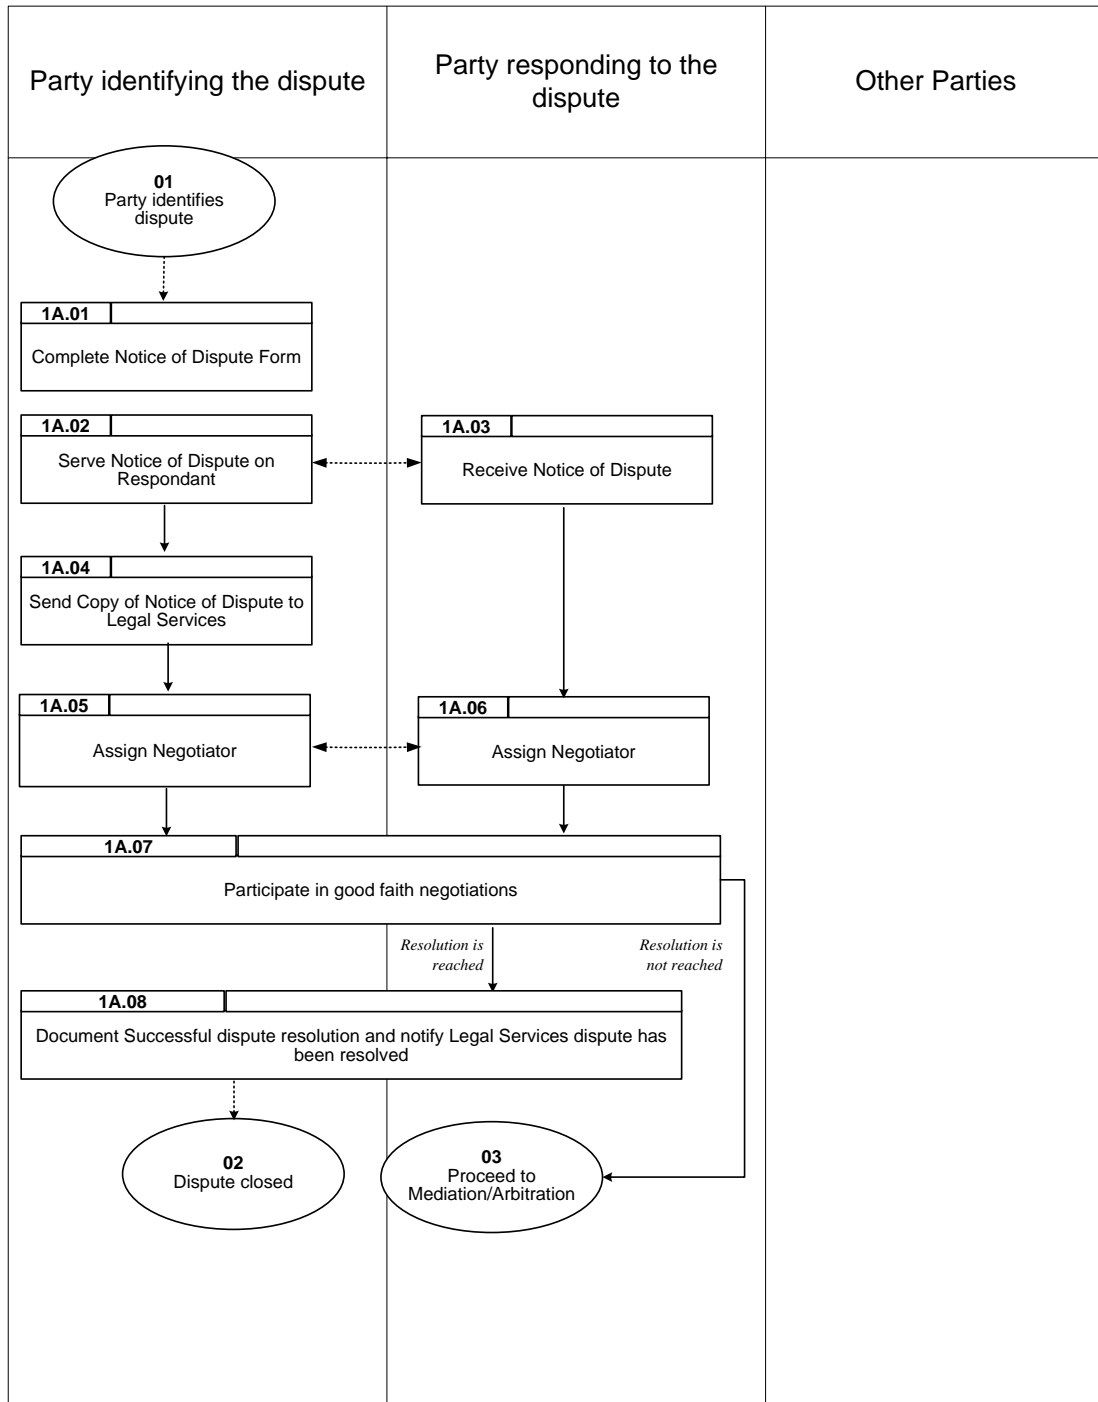 Party identifying the dispute
Party responding to the
dispute
Other Parties
01
Party identifies
dispute
1A.01
Complete Notice of Dispute Form
1A.02
Serve Notice of Dispute on
Respondant
1A.03
Receive Notice of Dispute
1A.04
Send Copy of Notice of Dispute to
Legal Services
1A.05
Assign Negotiator
1A.06
Assign Negotiator
1A.07
Participate in good faith negotiations
Resolution is
reached
Resolution is
not reached
1A.08
Document Successful dispute resolution and notify Legal Services dispute has
been resolved
02
Dispute closed
03
Proceed to
Mediation/Arbitration